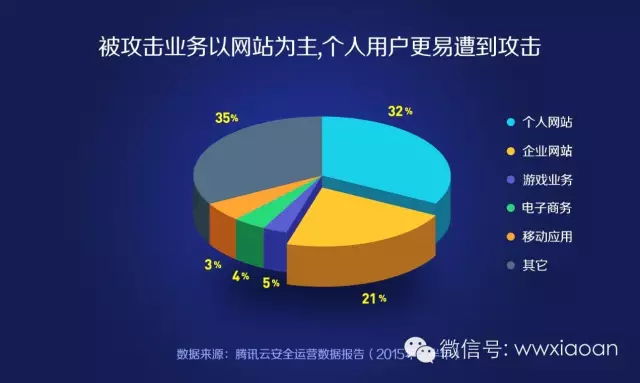 被攻击业务以网站为主,个人用户更易遭到攻击
35%
32%
个人网站
企业网站
游戏业务
电子商务
移动应用
其它
3%
4%
5%
21%
数据来源:腾讯云安全运营数据报告(2015
微信号: wwxiaoan